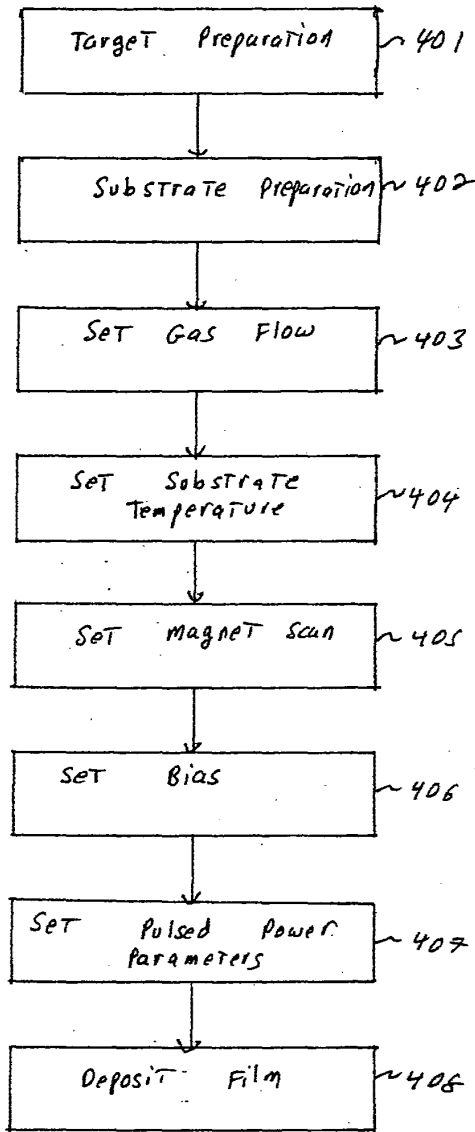 Target Preparation
401
Substrate Preparation
402
Set Gas Flow
403
Set Substrate
Temperature
404
Set magnet scan
405
Set Bias
406
Set Pulsed Power
Parameters
407
Deposit Film
408